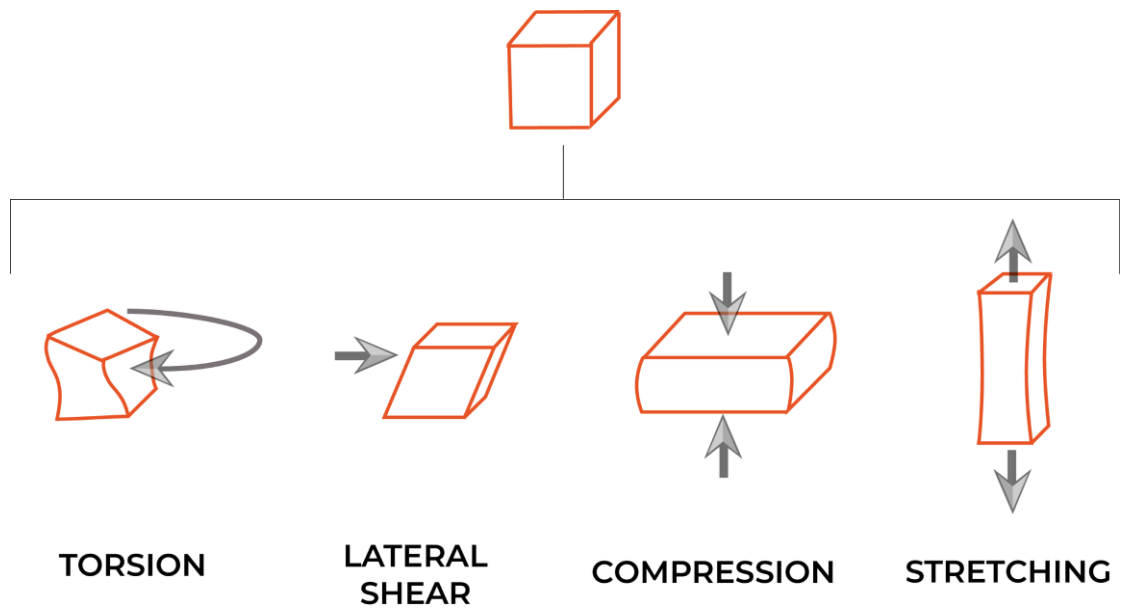 TORSION
LATERAL
SHEAR
COMPRESSION
STRETCHING